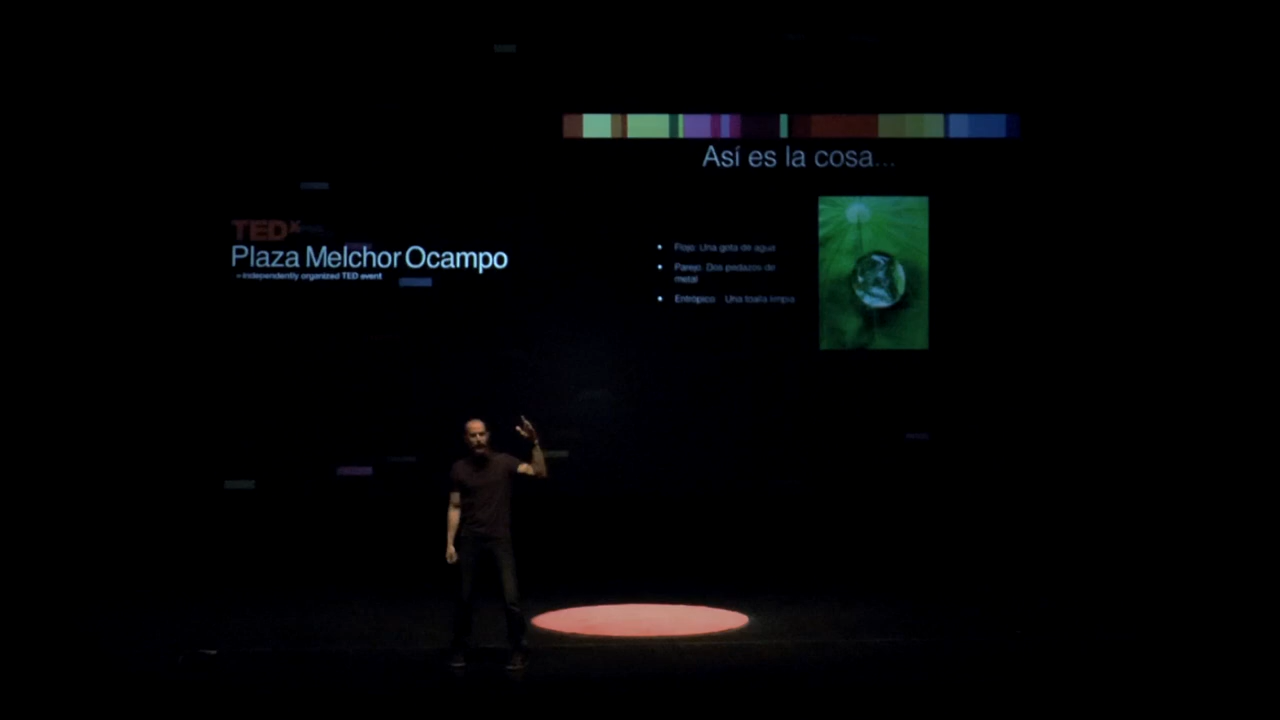 TEDx
Plaza Melchor Ocampo
independently organized TED event
Así es la cosa...
Flojo: Una gota de agua
Parejo: Dos pedazos de
metal
Entrópico Una toalla limpia